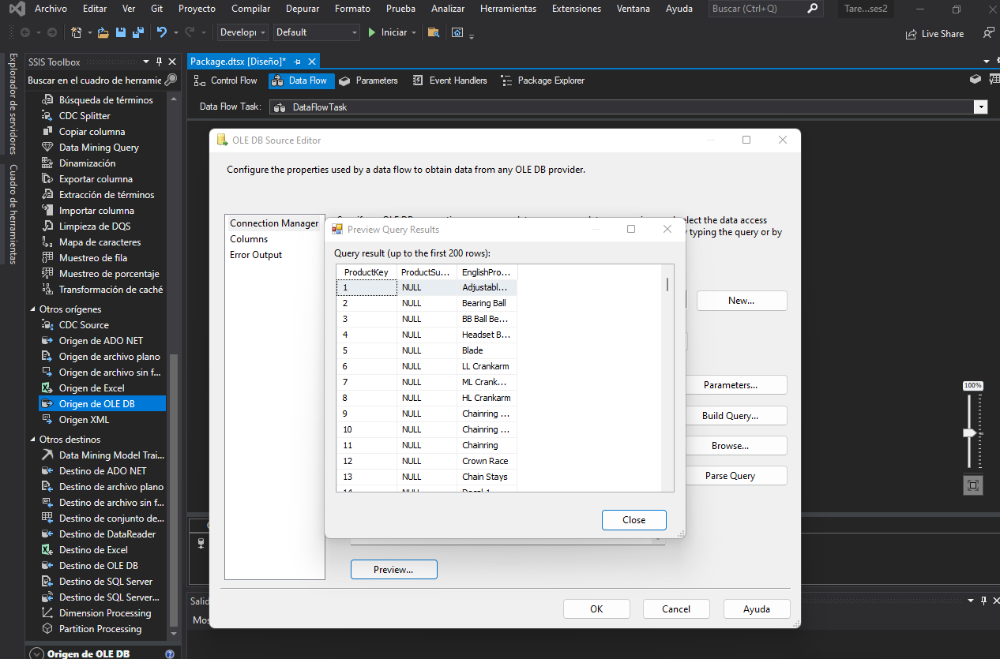 Archivo Editar Ver Git Proyecto Compilar Depurar Formato Prueba Analizar Herramientas Extensiones Ventana Ayuda Buscar (Ctrl+Q) Tare...ses2
Developı Default Iniciar Live Share
Explorador de servidores
Cuadro de herramientas
SSIS Toolbox
Buscar en el cuadro de herramie
Búsqueda de términos
CDC Splitter
Copiar columna
Data Mining Query
Dinamización
Exportar columna
Extracción de términos
Importar columna
Limpieza de DQS
Mapa de caracteres
Muestreo de fila
Muestreo de porcentaje
Transformación de caché
Otros orígenes
CDC Source
Origen de ADO NET
Origen de archivo plano
Origen de archivo sin f...
Origen de Excel
Origen de OLE DB
Origen XML
Otros destinos
Data Mining Model Trai...
Destino de ADO NET
Destino de archivo plano
Destino de archivo sin f...
Destino de conjunto de...
Destino de DataReader
Destino de Excel
Destino de OLE DB
Destino de SQL Server
Destino de SQL Server...
Dimension Processing
Partition Processing
Origen de OLE DB
Package.dtsx [Diseño]*
Control Flow Data Flow Parameters Event Handlers Package Explorer
Data Flow Task: DataFlowTask
OLE DB Source Editor
Configure the properties used by a data flow to obtain data from any OLE DB provider.
Connection Manager
Columns
Error Output
the data access
typing the query or by
Preview Query Results
Query result (up to the first 200 rows):
ProductKey ProductSu... EnglishPro...
1 NULL Adjustabl...
2 NULL Bearing Ball
3 NULL BB Ball Be...
4 NULL Headset B...
5 NULL Blade
6 NULL LL Crankarm
7 NULL ML Crank...
8 NULL HL Crankarm
9 NULL Chainring ...
10 NULL Chainring ...
11 NULL Chainring
12 NULL Crown Race
13 NULL Chain Stays
14 NULL Decal 1
Close
New...
Parameters...
Build Query...
Browse...
Parse Query
Preview...
OK Cancel Ayuda
100%
Salid
Mos